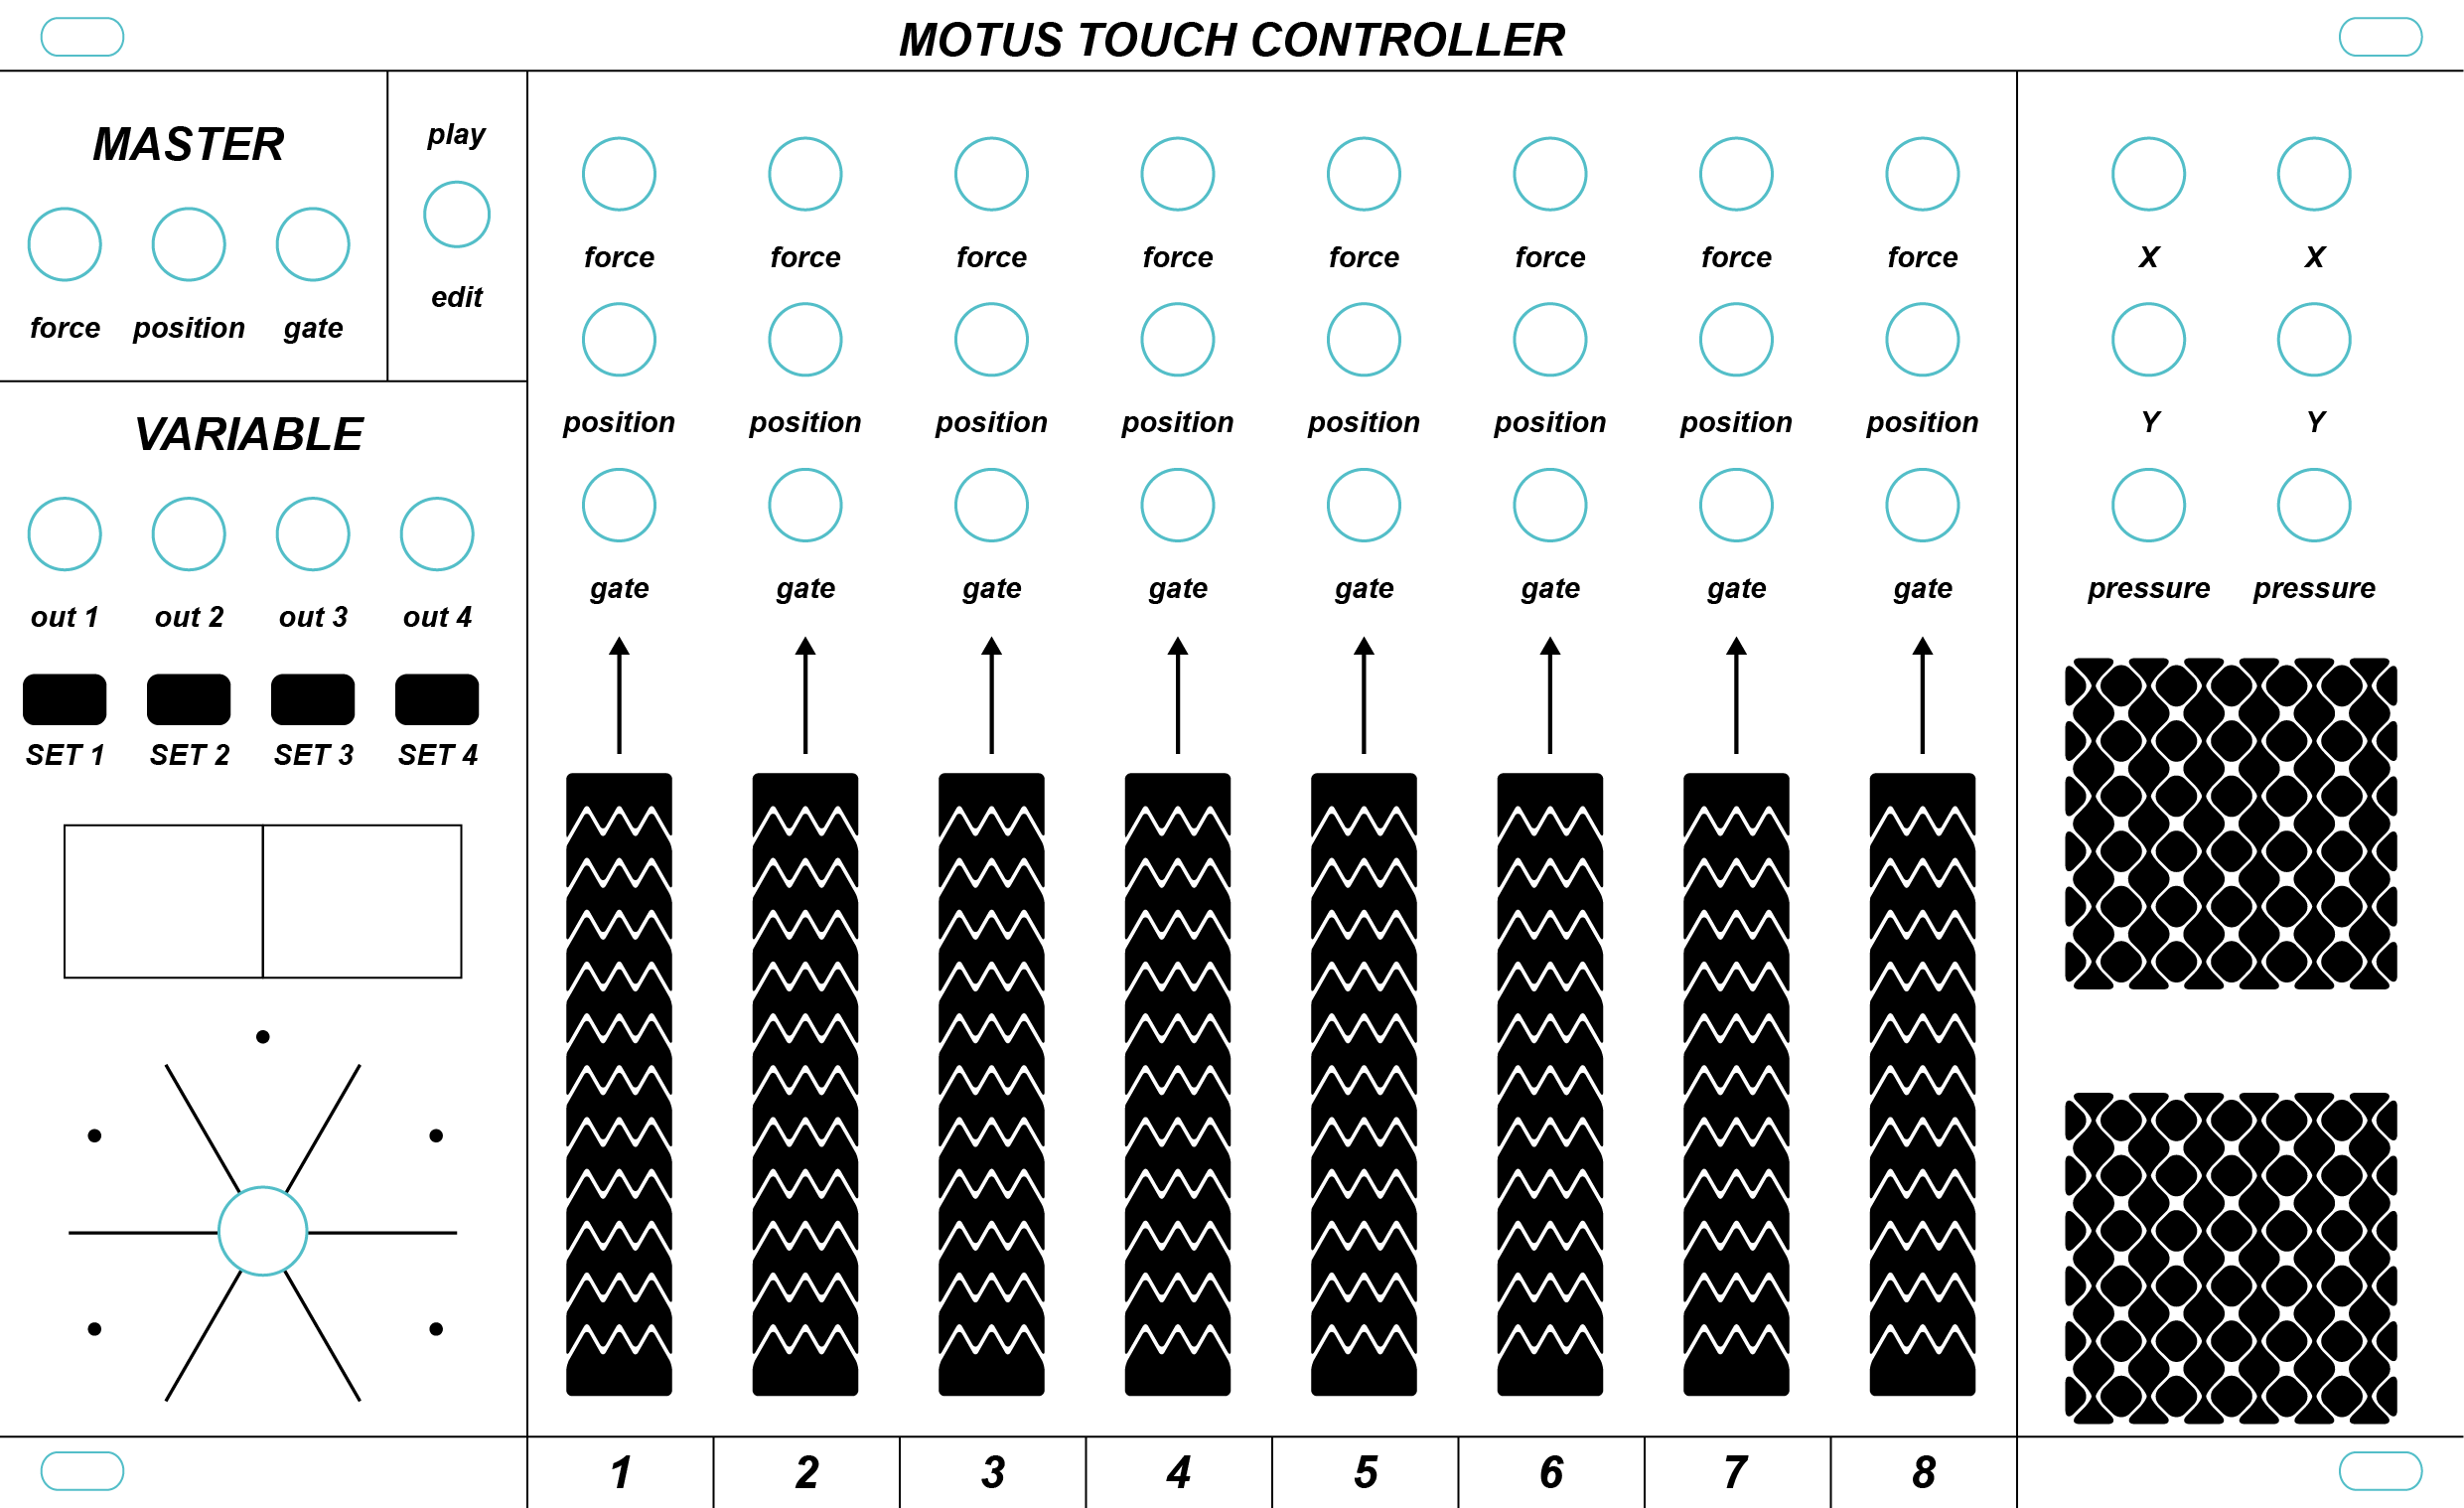 MOTUS TOUCH CONTROLLER
MASTER
force position gate
play
edit
VARIABLE
out 1 out 2 out 3 out 4
SET 1 SET 2 SET 3 SET 4
force force force force force force force force
position position position position position position position position
gate gate gate gate gate gate gate gate
1 2 3 4 5 6 7 8
X X
Y Y
pressure pressure